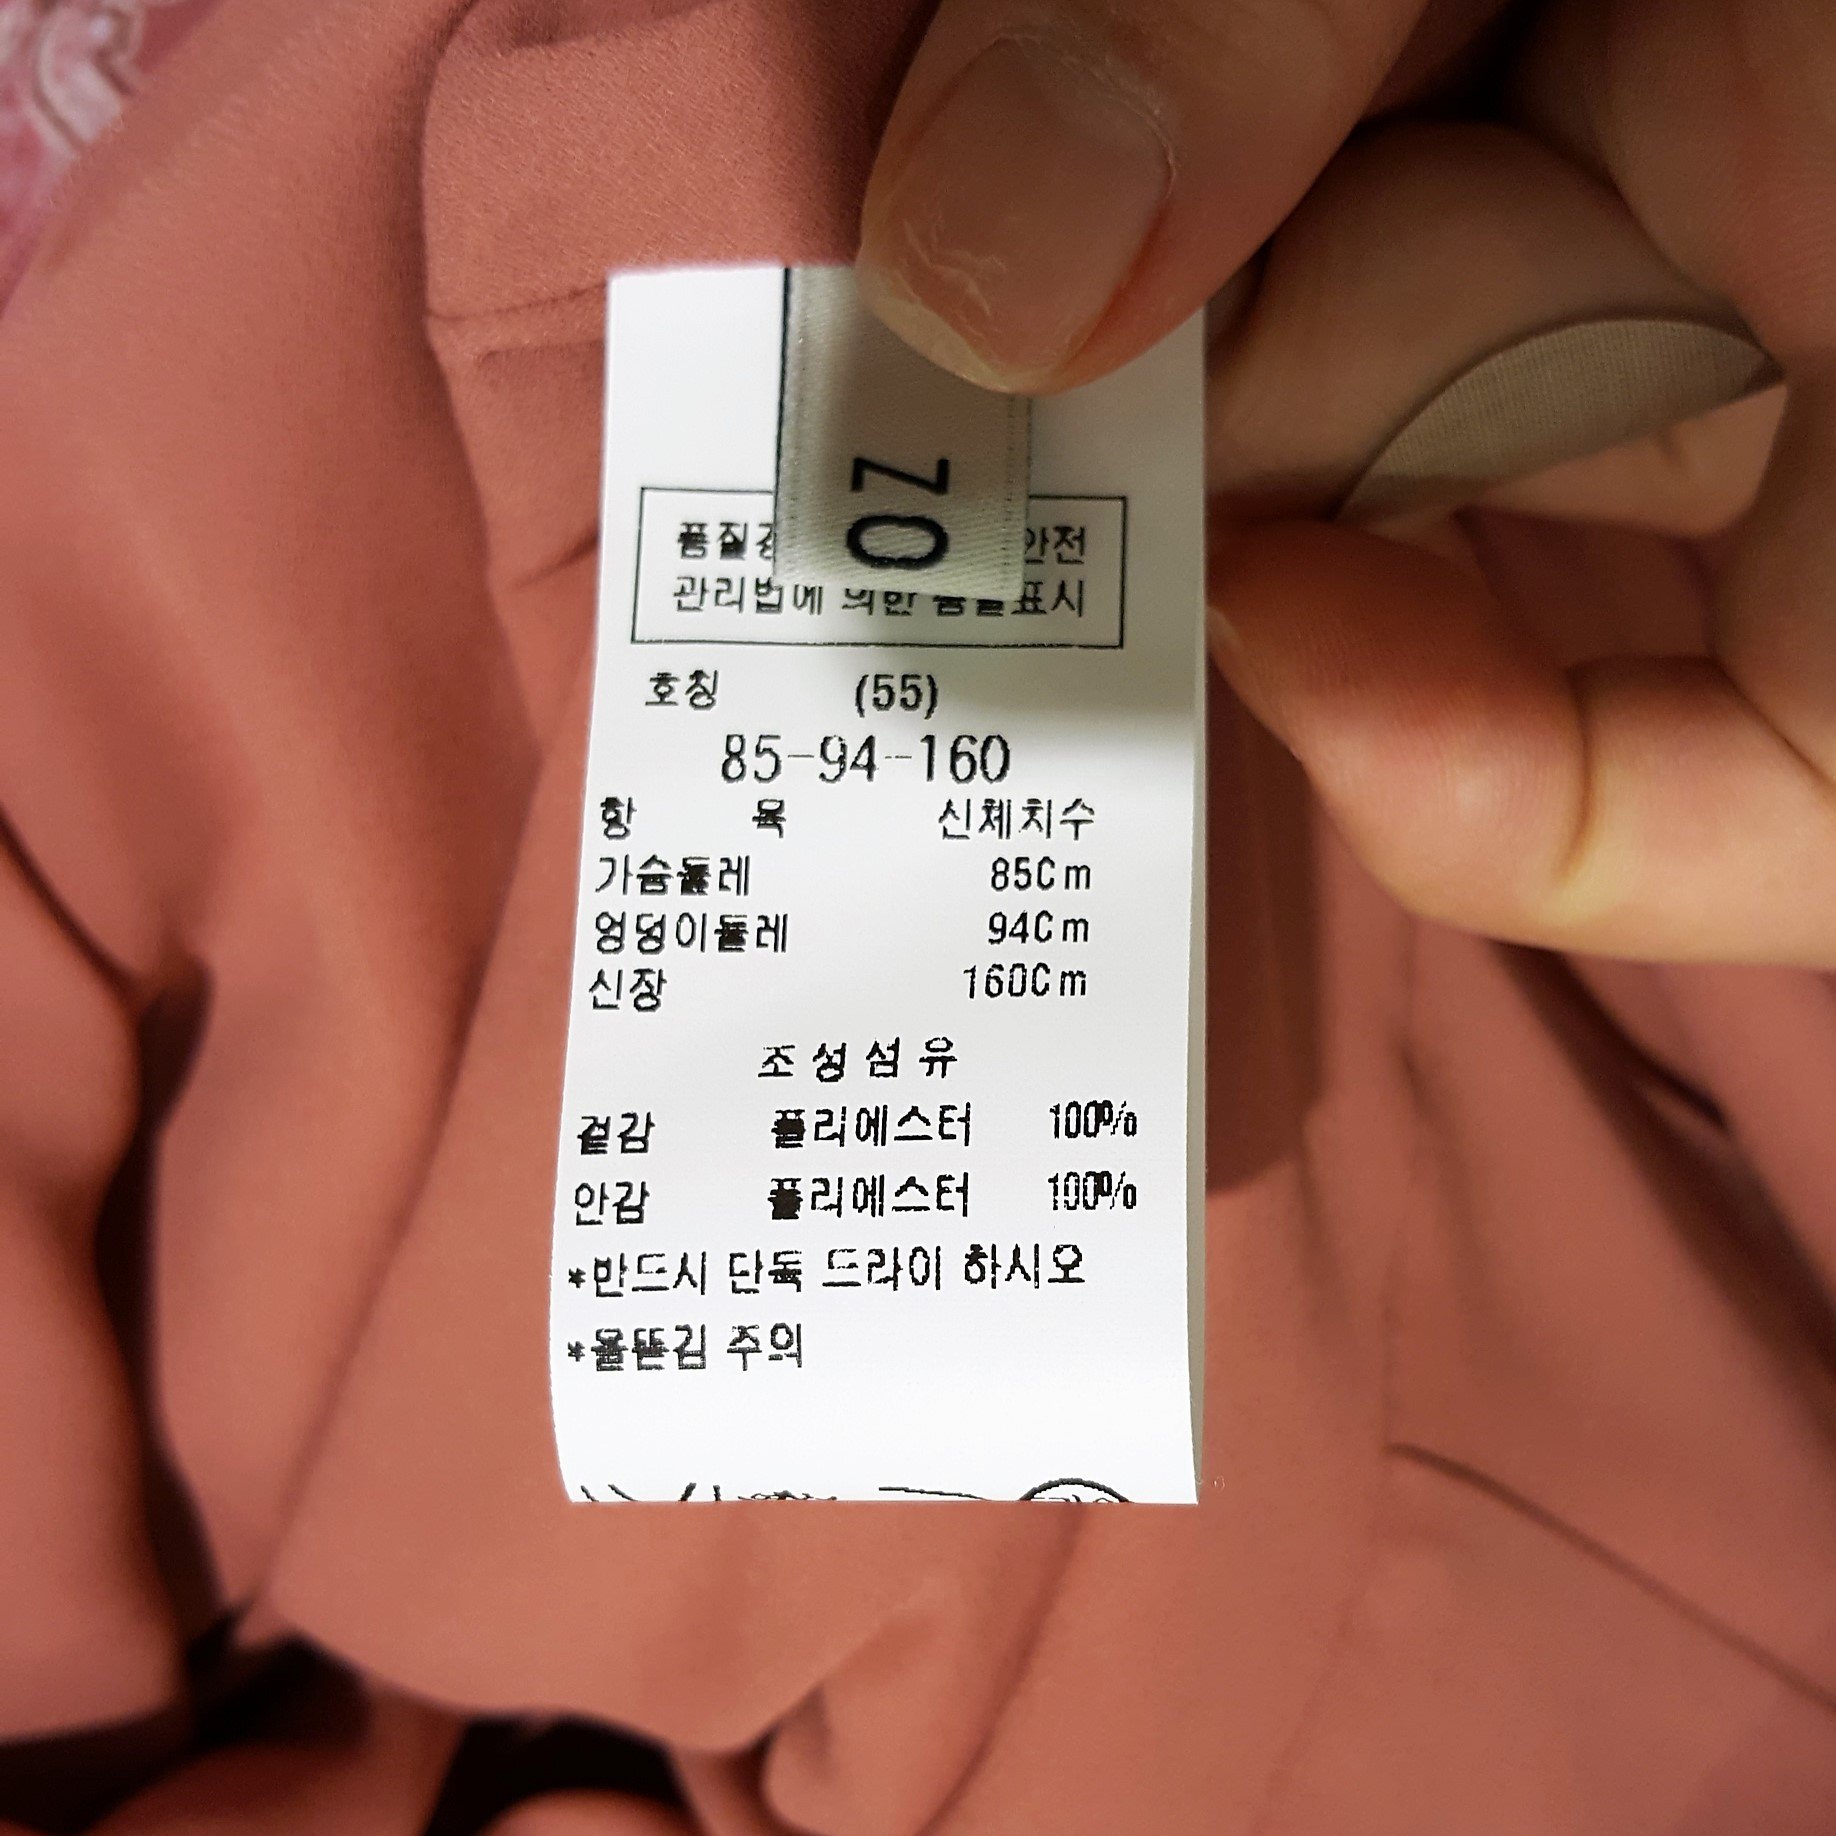 ZO
품질 안전
관리법에 의한 품질표시
호칭 (55)
85-94-160
항 목 신체치수
가슴둘레 85Cm
엉덩이둘레 94Cm
신장 160Cm
조성섬유
겉감 폴리에스터 100%
안감 폴리에스터 100%
*반드시 단독 드라이 하시오
*올뜯김 주의